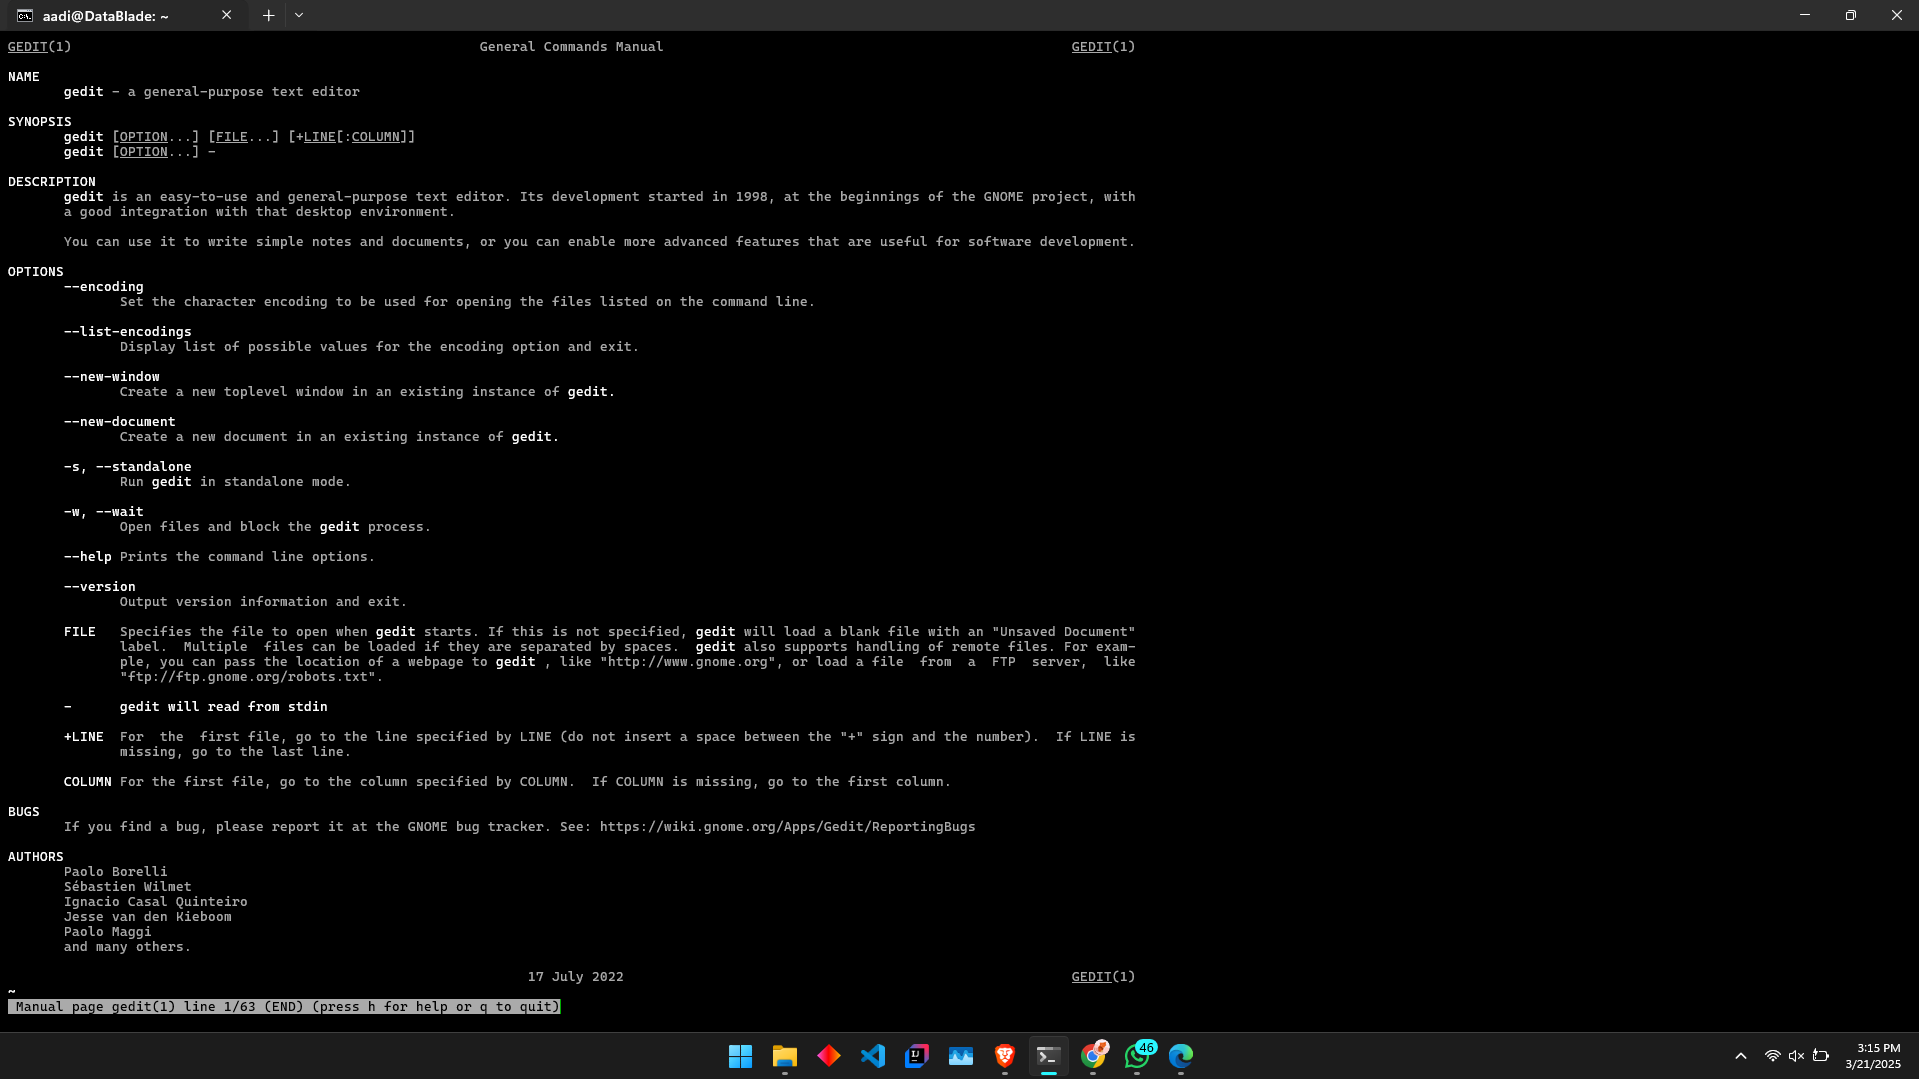 aadi@DataBlade: ~
GEDIT(1) General Commands Manual GEDIT(1)
NAME
gedit - a general-purpose text editor
SYNOPSIS
gedit [OPTION...] [FILE...] [+LINE[:COLUMN]]
gedit [OPTION...] -
DESCRIPTION
gedit is an easy-to-use and general-purpose text editor. Its development started in 1998, at the beginnings of the GNOME project, with
a good integration with that desktop environment.
You can use it to write simple notes and documents, or you can enable more advanced features that are useful for software development.
OPTIONS
--encoding
Set the character encoding to be used for opening the files listed on the command line.
--list-encodings
Display list of possible values for the encoding option and exit.
--new-window
Create a new toplevel window in an existing instance of gedit.
--new-document
Create a new document in an existing instance of gedit.
-s, --standalone
Run gedit in standalone mode.
-w, --wait
Open files and block the gedit process.
--help Prints the command line options.
--version
Output version information and exit.
FILE Specifies the file to open when gedit starts. If this is not specified, gedit will load a blank file with an "Unsaved Document"
label. Multiple files can be loaded if they are separated by spaces. gedit also supports handling of remote files. For exam-
ple, you can pass the location of a webpage to gedit , like "http://www.gnome.org", or load a file from a FTP server, like
"ftp://ftp.gnome.org/robots.txt".
- gedit will read from stdin
+LINE For the first file, go to the line specified by LINE (do not insert a space between the "+" sign and the number). If LINE is
missing, go to the last line.
COLUMN For the first file, go to the column specified by COLUMN. If COLUMN is missing, go to the first column.
BUGS
If you find a bug, please report it at the GNOME bug tracker. See: https://wiki.gnome.org/Apps/Gedit/ReportingBugs
AUTHORS
Paolo Borelli
Sébastien Wilmet
Ignacio Casal Quinteiro
Jesse van den Kieboom
Paolo Maggi
and many others.
17 July 2022 GEDIT(1)
~
Manual page gedit(1) line 1/63 (END) (press h for help or q to quit)
46
3:15 PM
3/21/2025